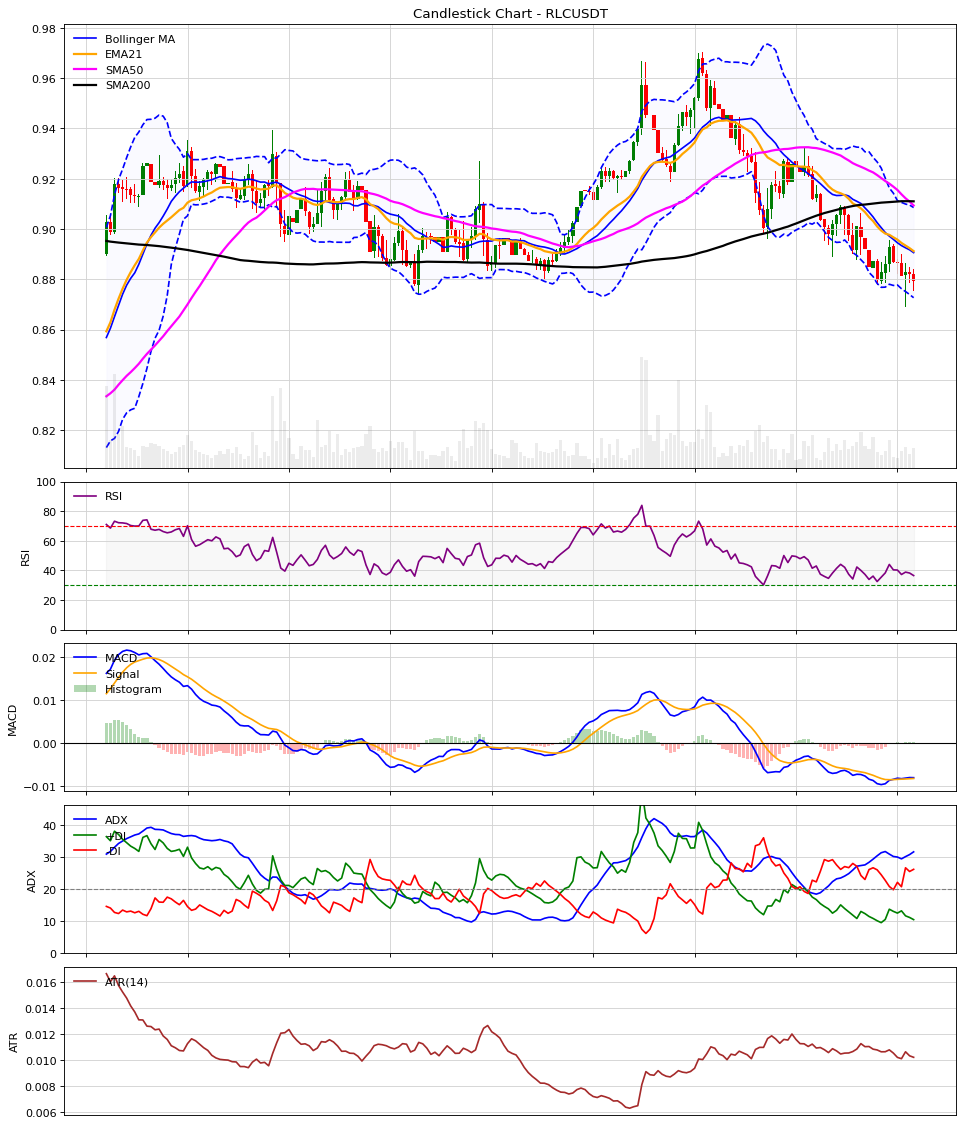 Candlestick Chart - RLCUSDT
0.98
0.96
0.94
0.92
0.90
0.88
0.86
0.84
0.82
Bollinger MA
EMA21
SMA50
SMA200
RSI
100
80
60
40
20
0
RSI
MACD
0.02
0.01
0.00
−0.01
MACD
Signal
Histogram
ADX
40
30
20
10
0
ADX
+DI
-DI
ATR
0.016
0.014
0.012
0.010
0.008
0.006
ATR(14)